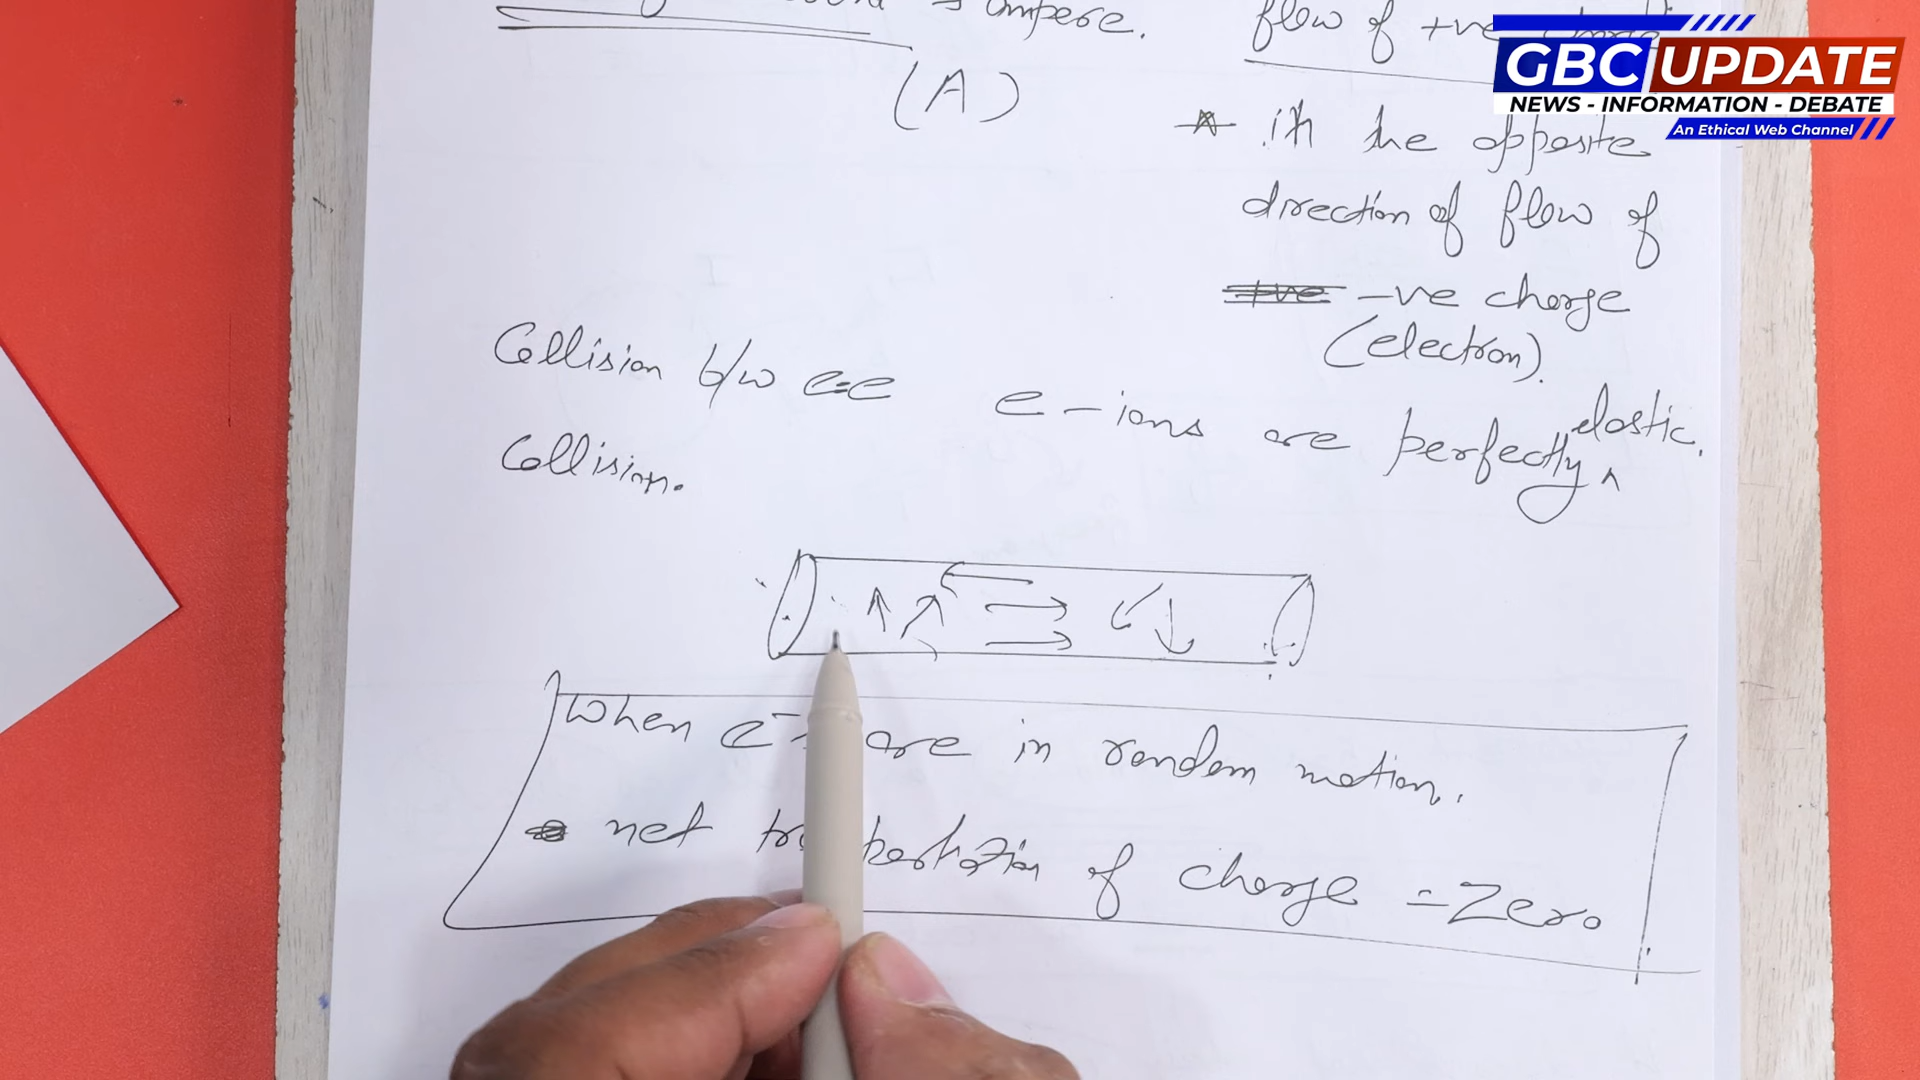 Ampere.
(A)
flow of +ve
in the opposite
direction of flow of
-ve charge
(electron).
Collision b/w e-e e-ions are perfectly elastic.
Collision.
When e-s are in random motion.
net of charge = Zero
GBC UPDATE
NEWS - INFORMATION - DEBATE
An Ethical Web Channel